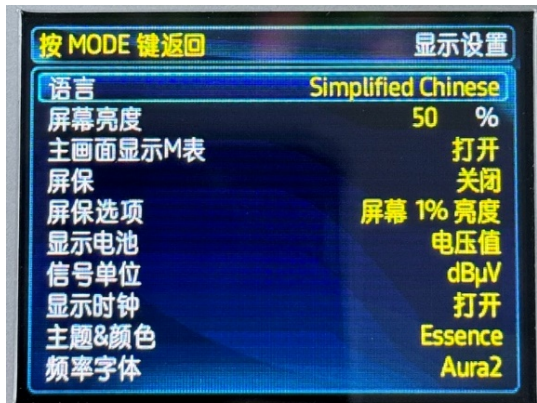 按 MODE 键返回 显示设置
语言 Simplified Chinese
屏幕亮度 50 %
主画面显示M表 打开
屏保 关闭
屏保选项 屏幕 1% 亮度
显示电池 电压值
信号单位 dBµV
显示时钟 打开
主题&颜色 Essence
频率字体 Aura2